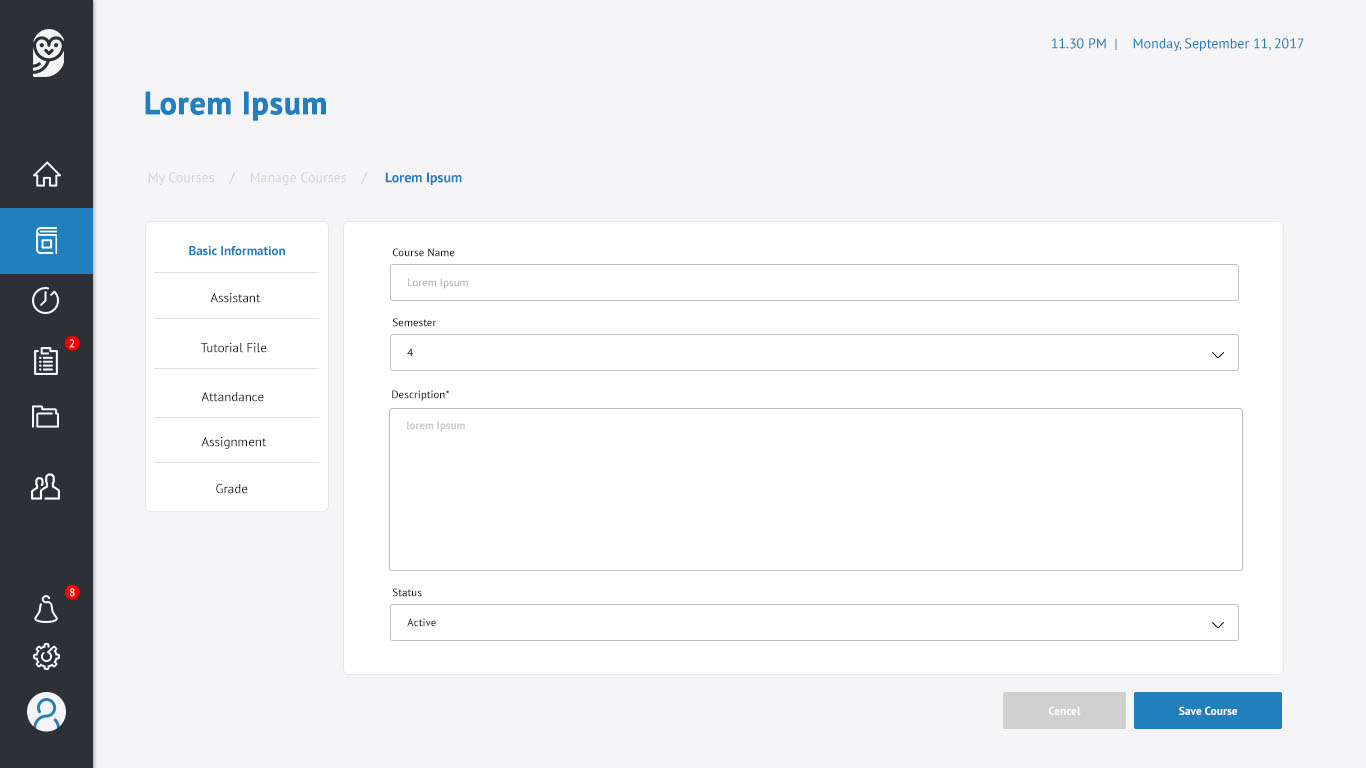 11.30 PM | Monday, September 11, 2017
Lorem Ipsum
My Courses / Manage Courses / Lorem Ipsum
Basic Information
Assistant
Tutorial File
Attandance
Assignment
Grade
Course Name
Lorem Ipsum
Semester
4
Description*
lorem Ipsum
Status
Active
2
8
Cencel
Save Course